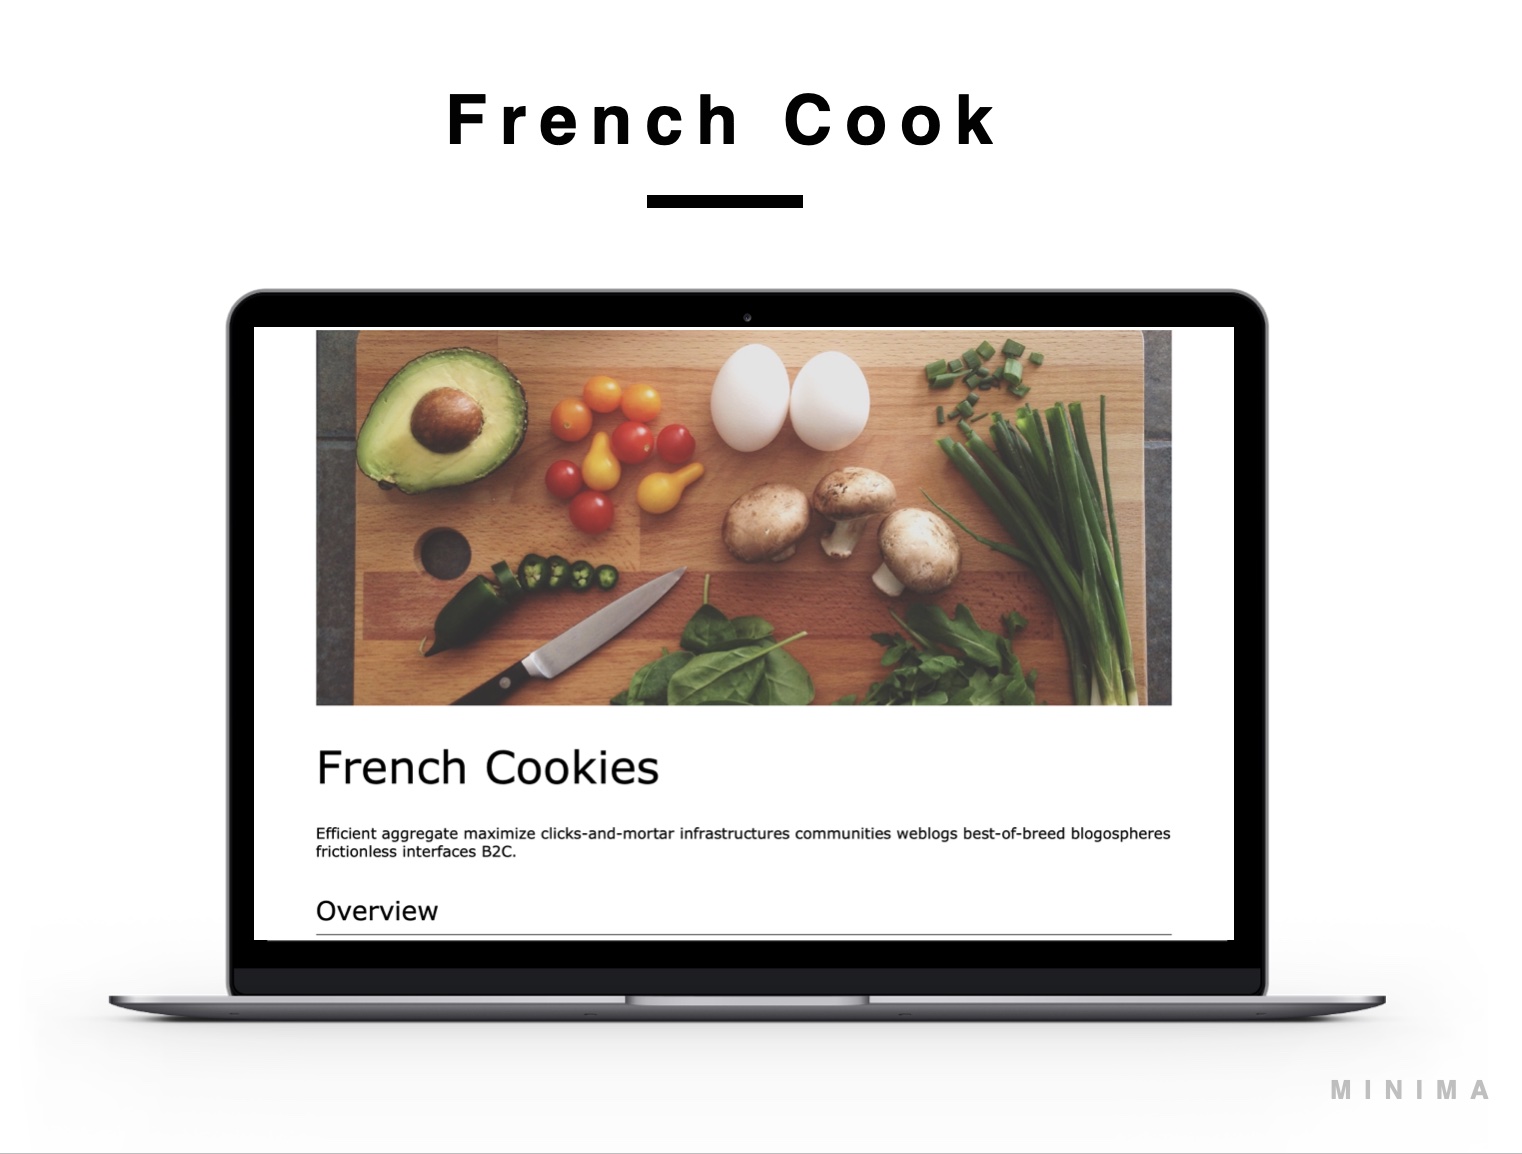 French Cook
French Cookies
Efficient aggregate maximize clicks-and-mortar infrastructures communities weblogs best-of-breed blogospheres
frictionless interfaces B2C.
Overview
MINIMA